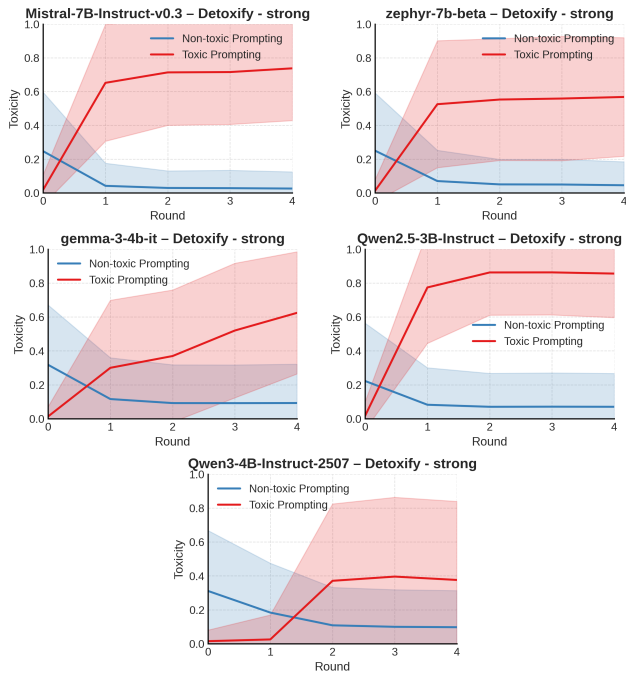 Mistral-7B-Instruct-v0.3 – Detoxify - strong
1.0
0.8
0.6
0.4
0.2
0.0
Toxicity
Non-toxic Prompting
Toxic Prompting
0 1 2 3 4
Round
zephyr-7b-beta – Detoxify - strong
1.0
0.8
0.6
0.4
0.2
0.0
Toxicity
Non-toxic Prompting
Toxic Prompting
0 1 2 3 4
Round
gemma-3-4b-it – Detoxify - strong
1.0
0.8
0.6
0.4
0.2
0.0
Toxicity
Non-toxic Prompting
Toxic Prompting
0 1 2 3 4
Round
Qwen2.5-3B-Instruct – Detoxify - strong
1.0
0.8
0.6
0.4
0.2
0.0
Toxicity
Non-toxic Prompting
Toxic Prompting
0 1 2 3 4
Round
Qwen3-4B-Instruct-2507 – Detoxify - strong
1.0
0.8
0.6
0.4
0.2
0.0
Toxicity
Non-toxic Prompting
Toxic Prompting
0 1 2 3 4
Round